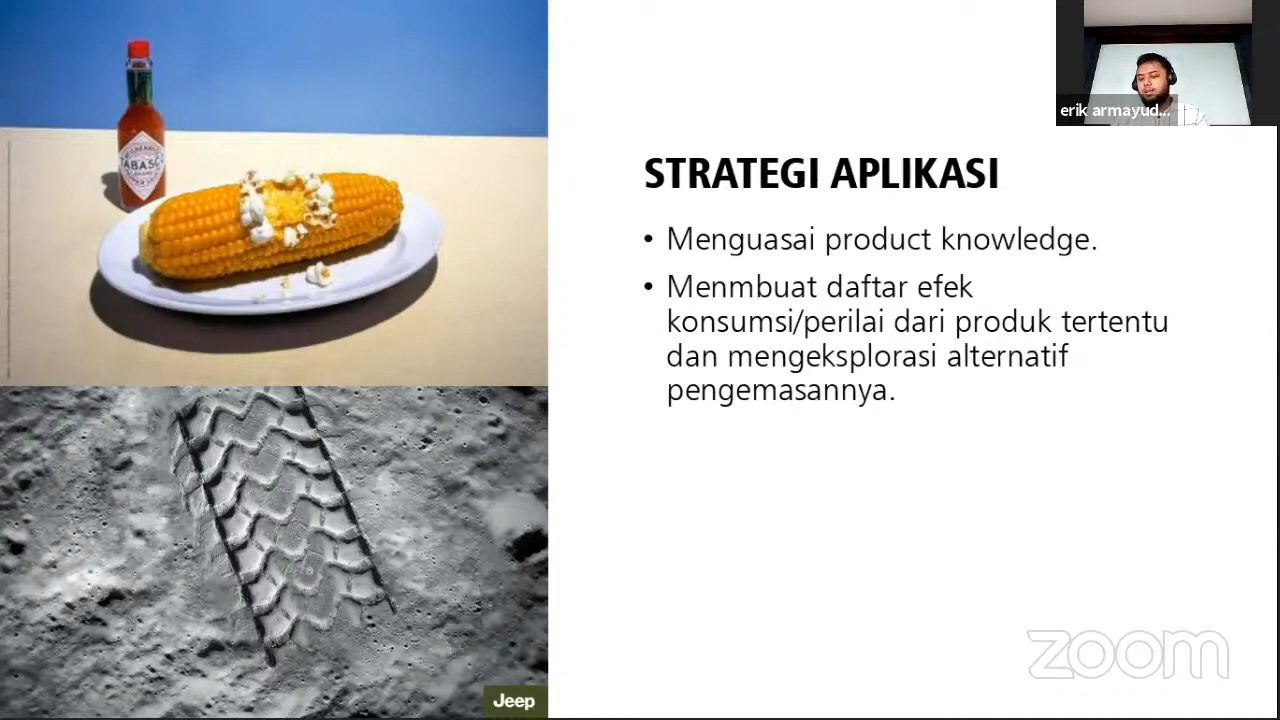 erik armayud...
STRATEGI APLIKASI
• Menguasai product knowledge.
• Menmbuat daftar efek
konsumsi/perilai dari produk tertentu
dan mengeksplorasi alternatif
pengemasannya.
TABASCO
Jeep
zoom